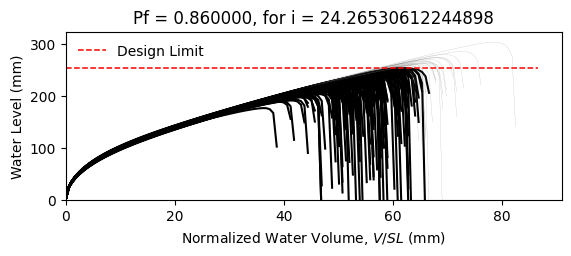 Pf = 0.860000, for i = 24.26530612244898
Design Limit
Water Level (mm)
300
200
100
0
0 20 40 60 80
Normalized Water Volume, V/SL (mm)